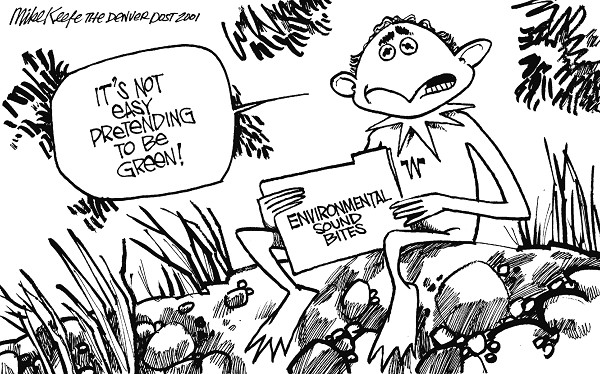 MIKE KEEFE THE DENVER POST 2001
IT'S NOT
EASY
PRETENDING
TO BE
GREEN!
W
ENVIRONMENTAL
SOUND
BITES